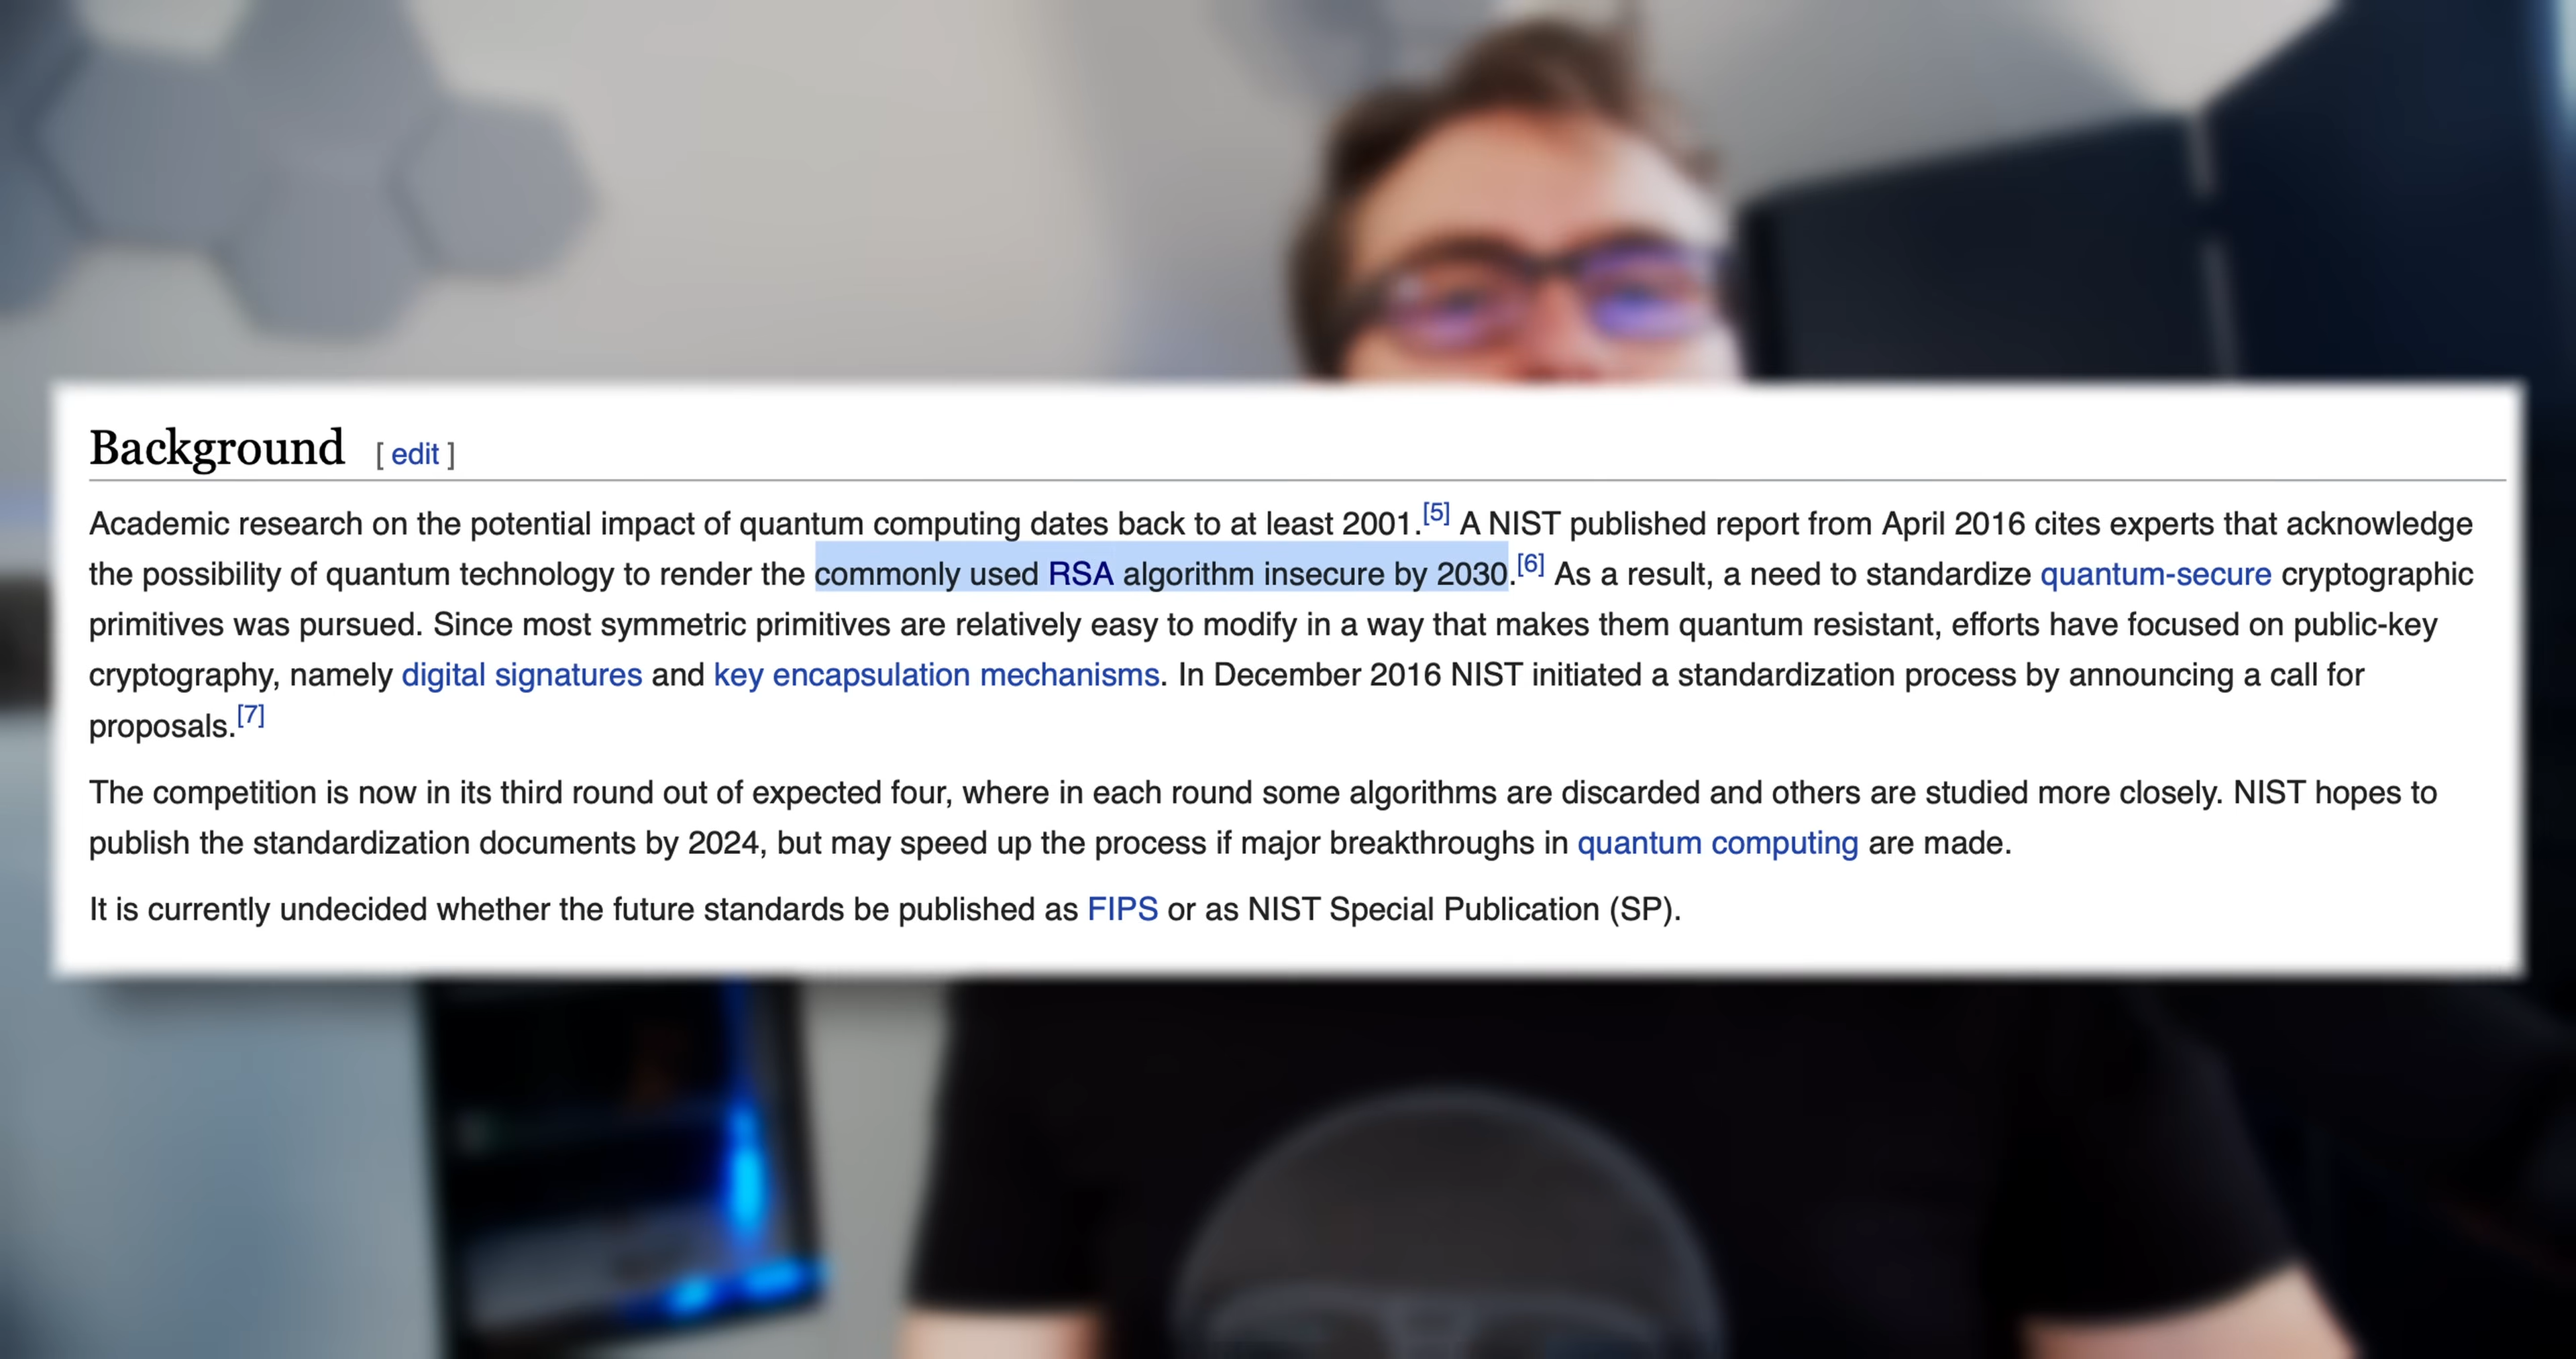 Background [ edit ]
Academic research on the potential impact of quantum computing dates back to at least 2001.[5] A NIST published report from April 2016 cites experts that acknowledge
the possibility of quantum technology to render the commonly used RSA algorithm insecure by 2030.[6] As a result, a need to standardize quantum-secure cryptographic
primitives was pursued. Since most symmetric primitives are relatively easy to modify in a way that makes them quantum resistant, efforts have focused on public-key
cryptography, namely digital signatures and key encapsulation mechanisms. In December 2016 NIST initiated a standardization process by announcing a call for
proposals.[7]
The competition is now in its third round out of expected four, where in each round some algorithms are discarded and others are studied more closely. NIST hopes to
publish the standardization documents by 2024, but may speed up the process if major breakthroughs in quantum computing are made.
It is currently undecided whether the future standards be published as FIPS or as NIST Special Publication (SP).